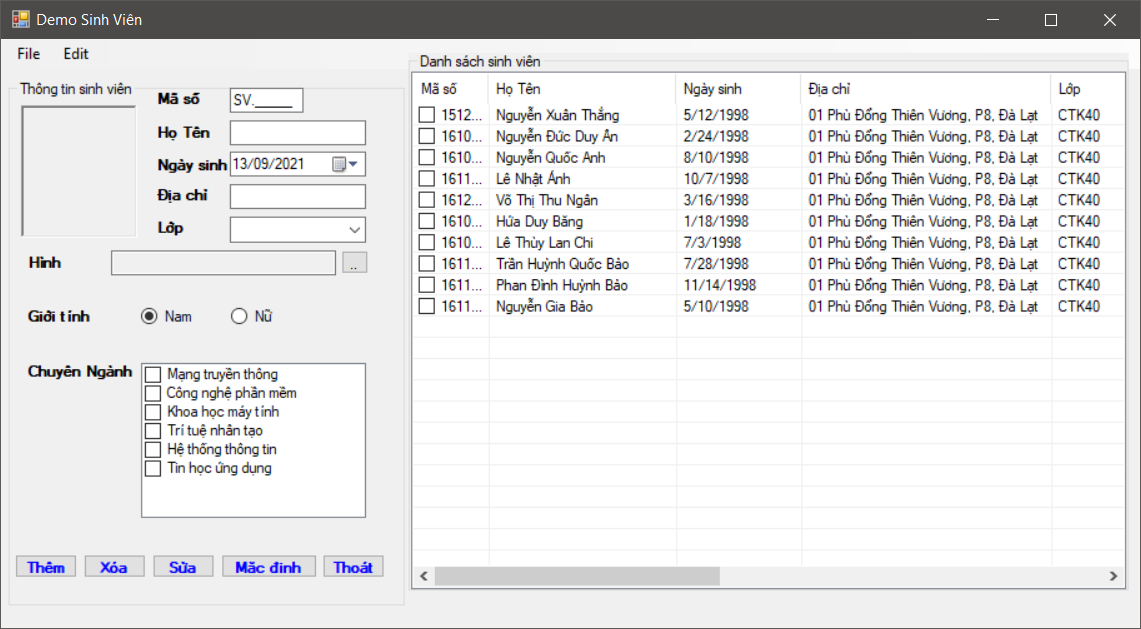 Demo Sinh Viên
File Edit
Thông tin sinh viên
Mã số SV.____
Họ Tên
Ngày sinh 13/09/2021
Địa chỉ
Lớp
Hình ..
Giới tính Nam Nữ
Chuyên Ngành
Mạng truyền thông
Công nghệ phần mềm
Khoa học máy tính
Trí tuệ nhân tạo
Hệ thống thông tin
Tin học ứng dụng
Thêm Xóa Sửa Mặc định Thoát
Danh sách sinh viên
Mã số Họ Tên Ngày sinh Địa chỉ Lớp
1512... Nguyễn Xuân Thắng 5/12/1998 01 Phù Đổng Thiên Vương, P8, Đà Lạt CTK40
1610... Nguyễn Đức Duy Ân 2/24/1998 01 Phù Đổng Thiên Vương, P8, Đà Lạt CTK40
1610... Nguyễn Quốc Anh 8/10/1998 01 Phù Đổng Thiên Vương, P8, Đà Lạt CTK40
1611... Lê Nhật Ánh 10/7/1998 01 Phù Đổng Thiên Vương, P8, Đà Lạt CTK40
1612... Võ Thị Thu Ngân 3/16/1998 01 Phù Đổng Thiên Vương, P8, Đà Lạt CTK40
1610... Hứa Duy Băng 1/18/1998 01 Phù Đổng Thiên Vương, P8, Đà Lạt CTK40
1610... Lê Thùy Lan Chi 7/3/1998 01 Phù Đổng Thiên Vương, P8, Đà Lạt CTK40
1611... Trần Huỳnh Quốc Bảo 7/28/1998 01 Phù Đổng Thiên Vương, P8, Đà Lạt CTK40
1611... Phan Đình Huỳnh Bảo 11/14/1998 01 Phù Đổng Thiên Vương, P8, Đà Lạt CTK40
1611... Nguyễn Gia Bảo 5/10/1998 01 Phù Đổng Thiên Vương, P8, Đà Lạt CTK40